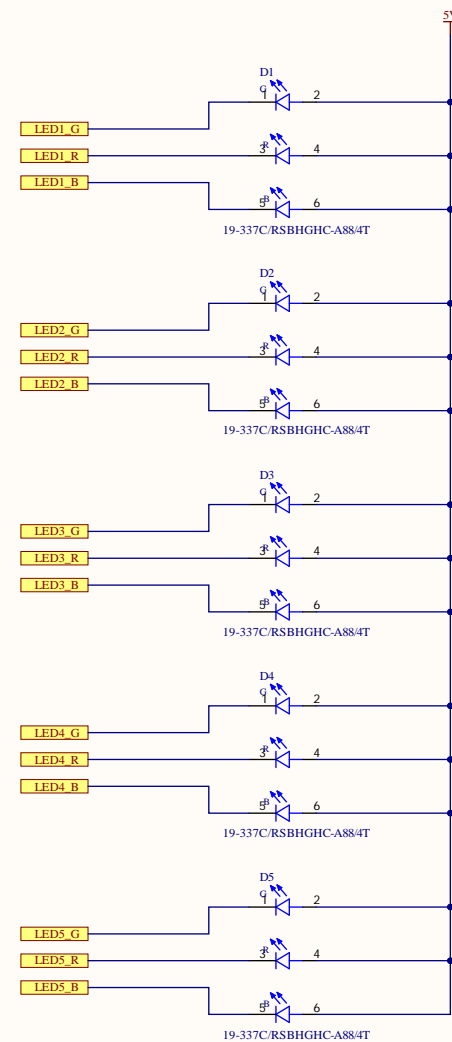 5V
D1
G
1 2
LED1_G
R
LED1_R 3 4
LED1_B
B
5 6
19-337C/RSBHGHC-A88/4T
D2
G
1 2
LED2_G
R
LED2_R 3 4
LED2_B
B
5 6
19-337C/RSBHGHC-A88/4T
D3
G
1 2
LED3_G
R
LED3_R 3 4
LED3_B
B
5 6
19-337C/RSBHGHC-A88/4T
D4
G
1 2
LED4_G
R
LED4_R 3 4
LED4_B
B
5 6
19-337C/RSBHGHC-A88/4T
D5
G
1 2
LED5_G
R
LED5_R 3 4
LED5_B
B
5 6
19-337C/RSBHGHC-A88/4T